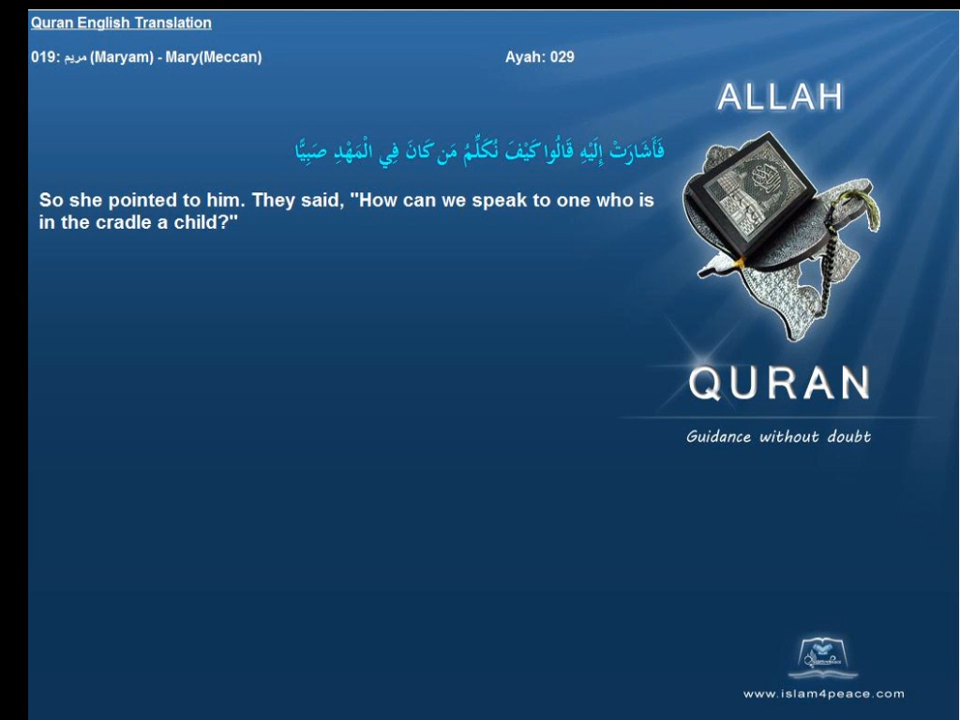 Quran English Translation
019: مريم (Maryam) - Mary(Meccan) Ayah: 029
ALLAH
فَأَشَارَتْ إِلَيْهِ قَالُوا كَيْفَ نُكَلِّمُ مَن كَانَ فِي الْمَهْدِ صَبِيًّا
So she pointed to him. They said, "How can we speak to one who is
in the cradle a child?"
QURAN
Guidance without doubt
www.islam4peace.com